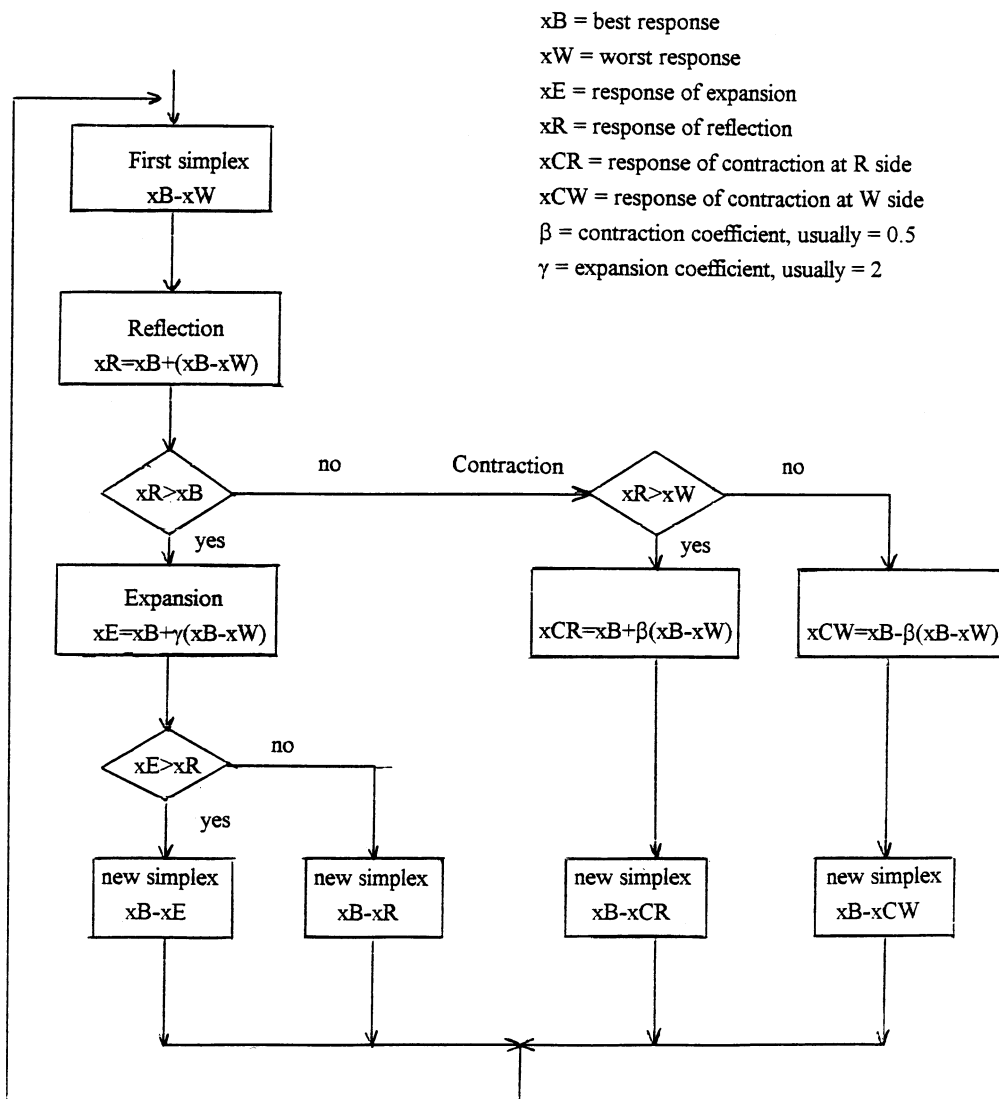 xB = best response
xW = worst response
xE = response of expansion
xR = response of reflection
xCR = response of contraction at R side
xCW = response of contraction at W side
β = contraction coefficient, usually = 0.5
γ = expansion coefficient, usually = 2
First simplex
xB-xW
Reflection
xR=xB+(xB-xW)
xR>xB
no
Contraction
xR>xW
no
yes
yes
Expansion
xE=xB+γ(xB-xW)
xCR=xB+β(xB-xW)
xCW=xB-β(xB-xW)
xE>xR
no
yes
new simplex
xB-xE
new simplex
xB-xR
new simplex
xB-xCR
new simplex
xB-xCW